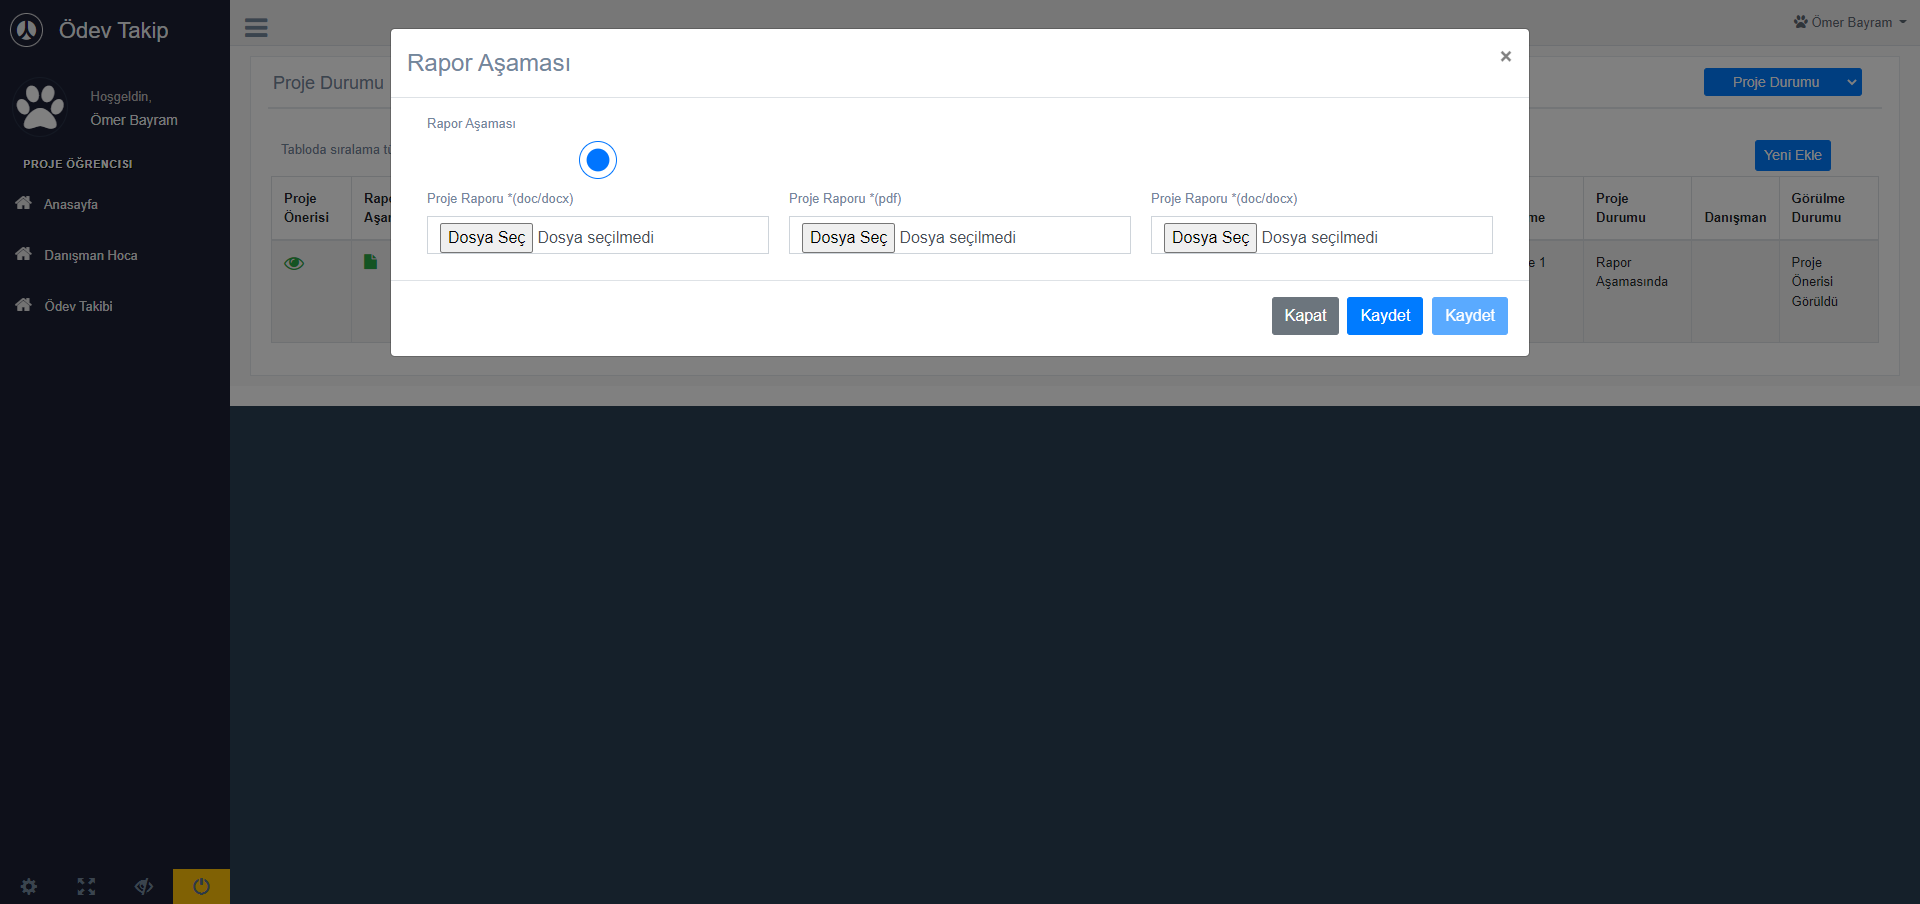 Ödev Takip
Hoşgeldin,
Ömer Bayram
PROJE ÖĞRENCISI
Anasayfa
Danışman Hoca
Ödev Takibi
Ömer Bayram
Proje Durumu
Proje Durumu
Tabloda sıralama
Yeni Ekle
Proje
Önerisi
Proje
Durumu
Danışman
Görülme
Durumu
1
Rapor
Aşamasında
Proje
Önerisi
Görüldü
Rapor Aşaması
×
Rapor Aşaması
Proje Raporu *(doc/docx)
Proje Raporu *(pdf)
Proje Raporu *(doc/docx)
Dosya Seç Dosya seçilmedi
Dosya Seç Dosya seçilmedi
Dosya Seç Dosya seçilmedi
Kapat
Kaydet
Kaydet